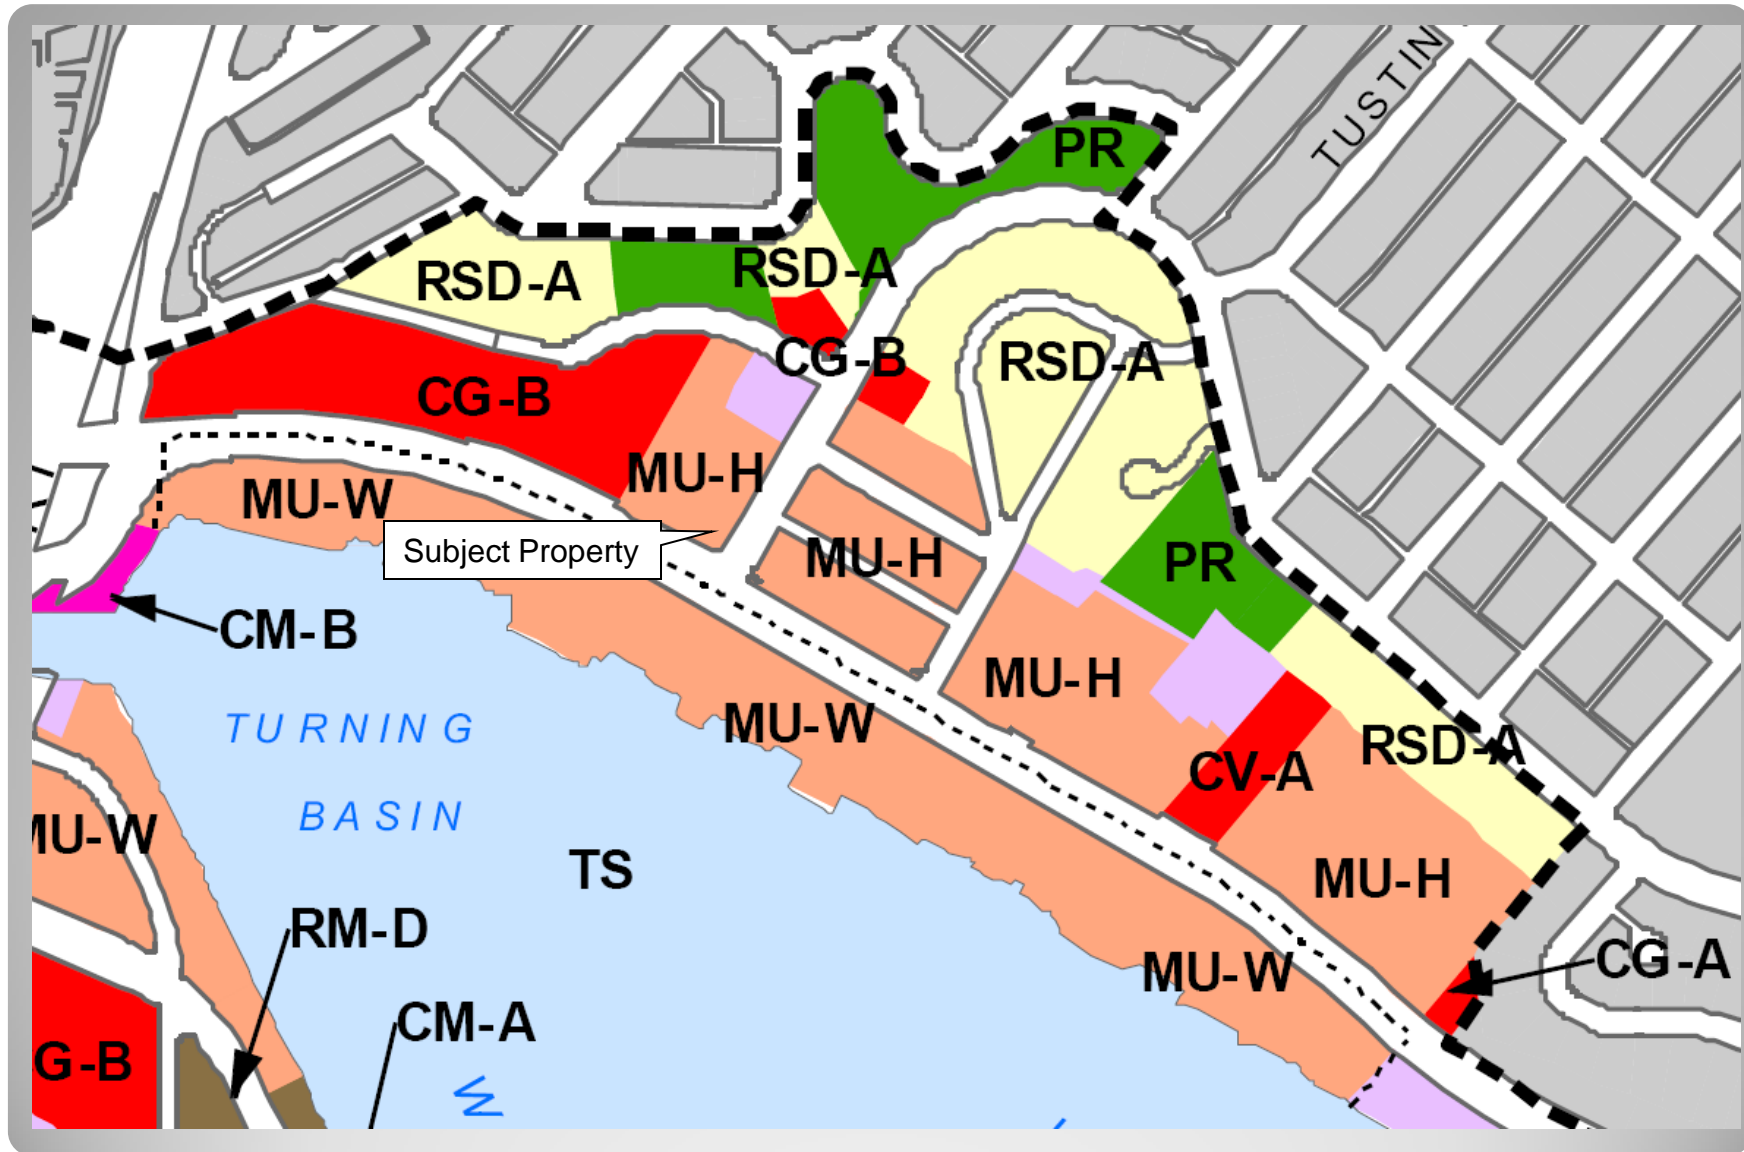 TUSTIN
PR
RSD-A
RSD-A
CG-B
RSD-A
CG-B
MU-H
MU-W
Subject Property
MU-H
PR
CM-B
MU-H
TURNING
MU-W
RSD-A
CV-A
BASIN
MU-W
TS
MU-H
RM-D
CG-A
MU-W
CM-A
G-B
W